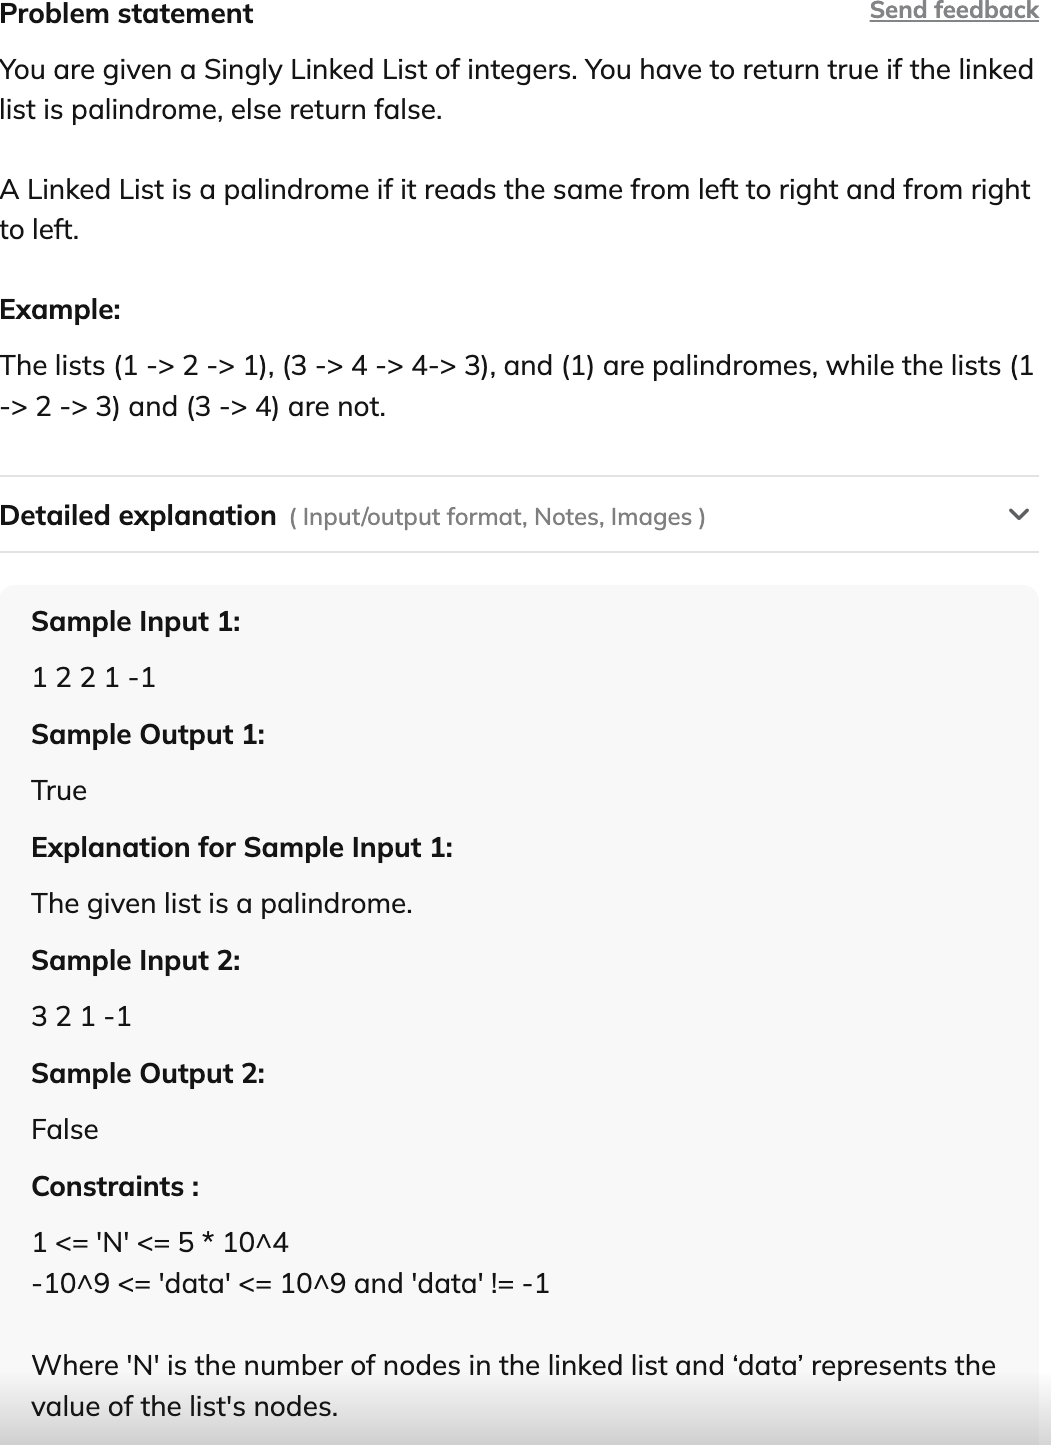 Problem statement
Send feedback
You are given a Singly Linked List of integers. You have to return true if the linked
list is palindrome, else return false.
A Linked List is a palindrome if it reads the same from left to right and from right
to left.
Example:
The lists (1 -> 2 -> 1), (3 -> 4 -> 4-> 3), and (1) are palindromes, while the lists (1
-> 2 -> 3) and (3 -> 4) are not.
Detailed explanation ( Input/output format, Notes, Images )
Sample Input 1:
1 2 2 1 -1
Sample Output 1:
True
Explanation for Sample Input 1:
The given list is a palindrome.
Sample Input 2:
3 2 1 -1
Sample Output 2:
False
Constraints :
1 <= 'N' <= 5 * 10^4
-10^9 <= 'data' <= 10^9 and 'data' != -1
Where 'N' is the number of nodes in the linked list and ‘data’ represents the
value of the list's nodes.